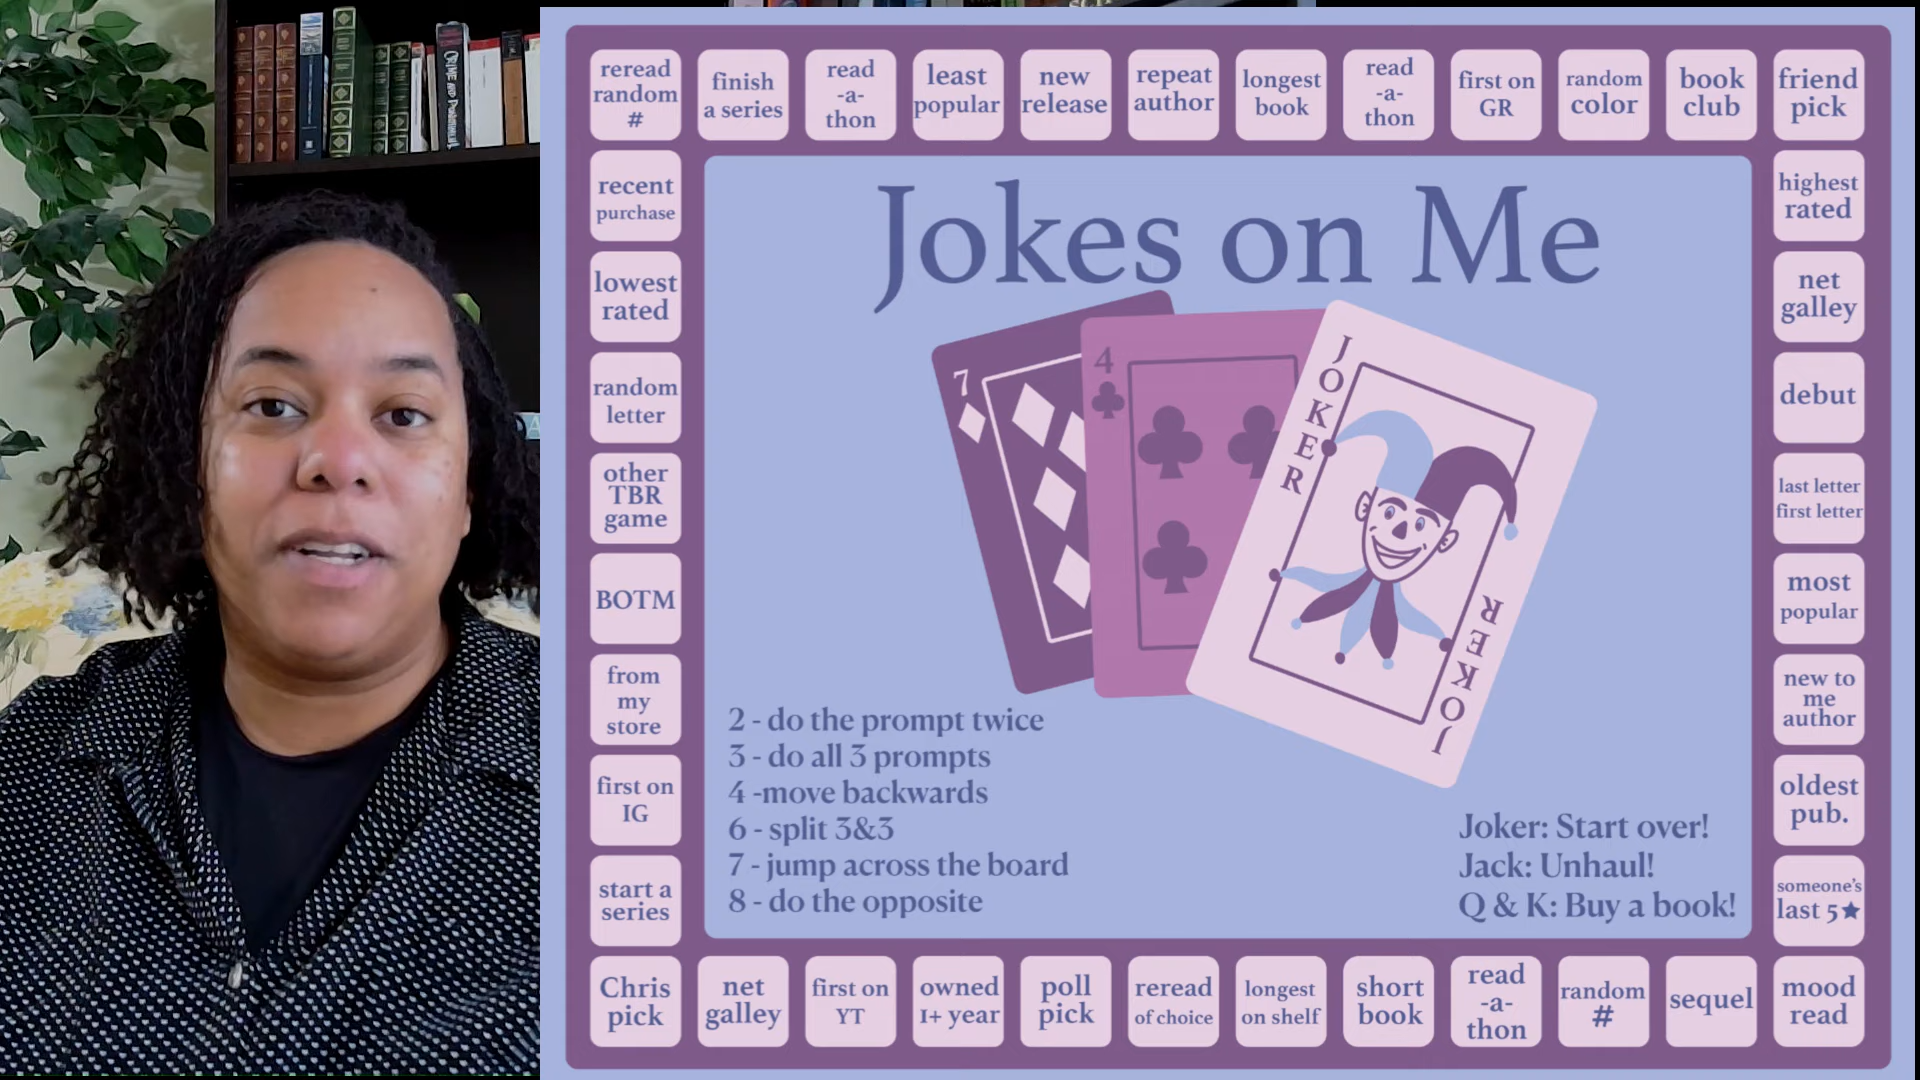 CRIME AND PUNISHMENT
reread
random
#
finish
a series
read
-a-
thon
least
popular
new
release
repeat
author
longest
book
read
-a-
thon
first on
GR
random
color
book
club
friend
pick
recent
purchase
lowest
rated
random
letter
other
TBR
game
BOTM
from
my
store
first on
IG
start a
series
Jokes on Me
7
4
JOKER
JOKER
2 - do the prompt twice
3 - do all 3 prompts
4 -move backwards
6 - split 3&3
7 - jump across the board
8 - do the opposite
Joker: Start over!
Jack: Unhaul!
Q & K: Buy a book!
highest
rated
net
galley
debut
last letter
first letter
most
popular
new to
me
author
oldest
pub.
someone's
last 5★
Chris
pick
net
galley
first on
YT
owned
1+ year
poll
pick
reread
of choice
longest
on shelf
short
book
read
-a-
thon
random
#
sequel
mood
read